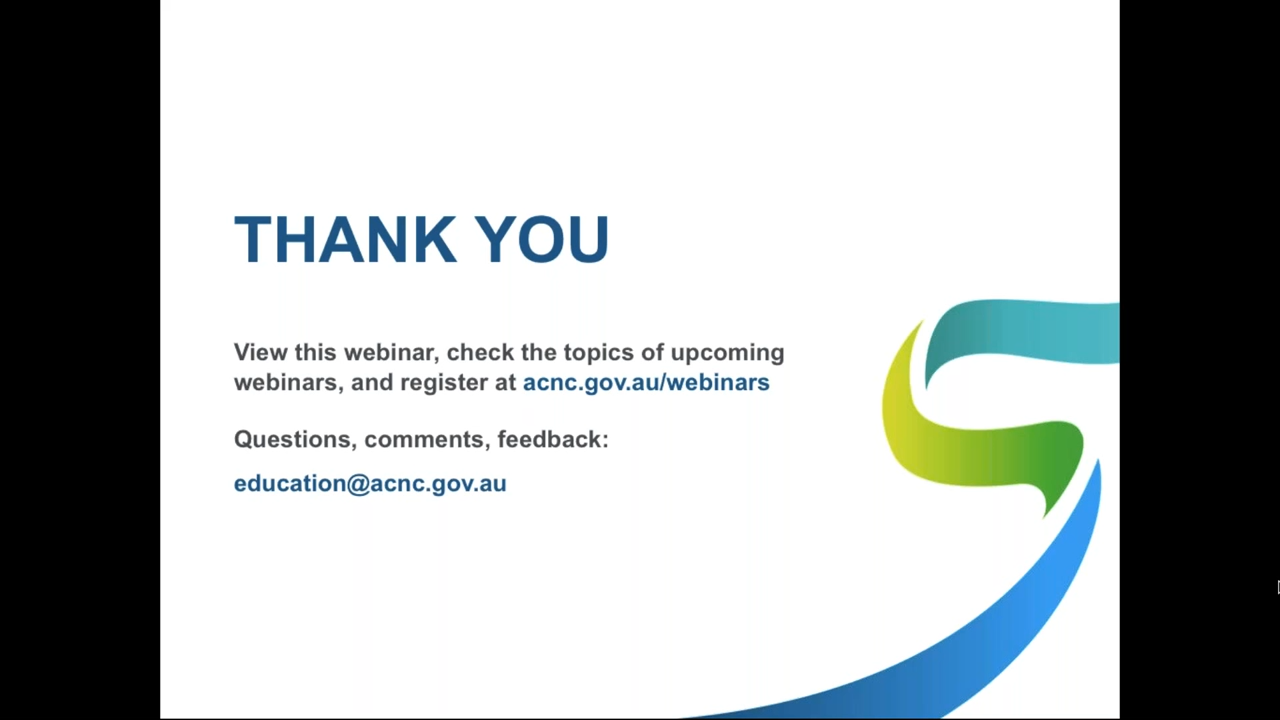 THANK YOU
View this webinar, check the topics of upcoming
webinars, and register at acnc.gov.au/webinars
Questions, comments, feedback:
education@acnc.gov.au